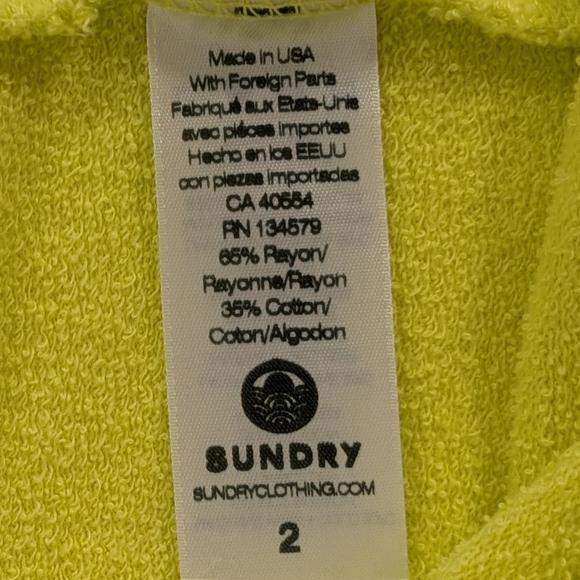 Made in USA
With Foreign Parts
Fabriqué aux Etats-Unis
avec pièces importes
Hecho en los EEUU
con piezas importadas
CA 40554
RN 134579
65% Rayon/
Rayonne/Rayon
35% Cotton/
Coton/Algodon
SUNDRY
SUNDRYCLOTHING.COM
2